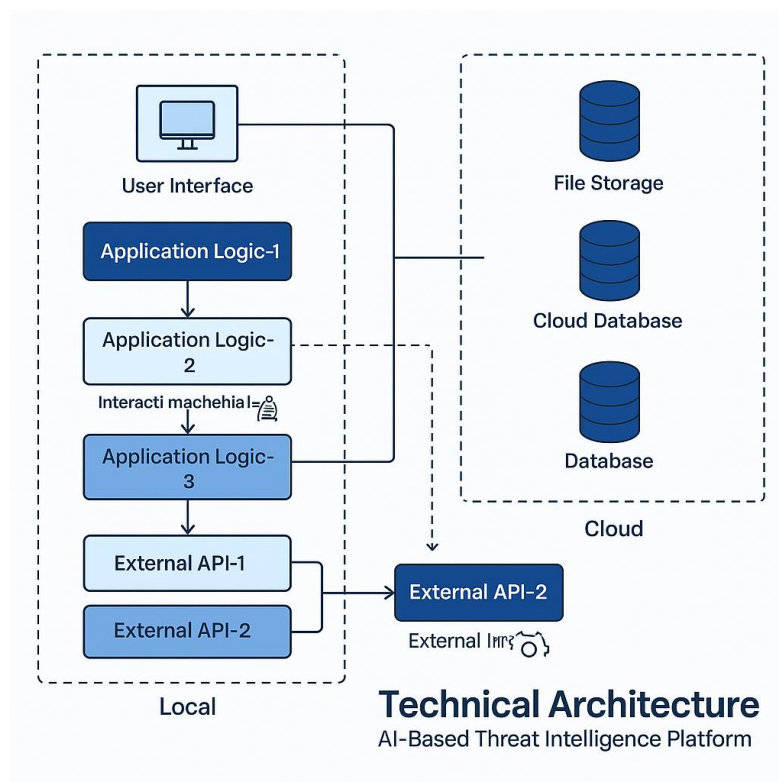 User Interface
File Storage
Application Logic-1
Cloud Database
Application Logic-
2
Interacti machehial=
Application Logic-
3
Database
Cloud
External API-1
External API-2
External API-2
External
Local
Technical Architecture
AI-Based Threat Intelligence Platform